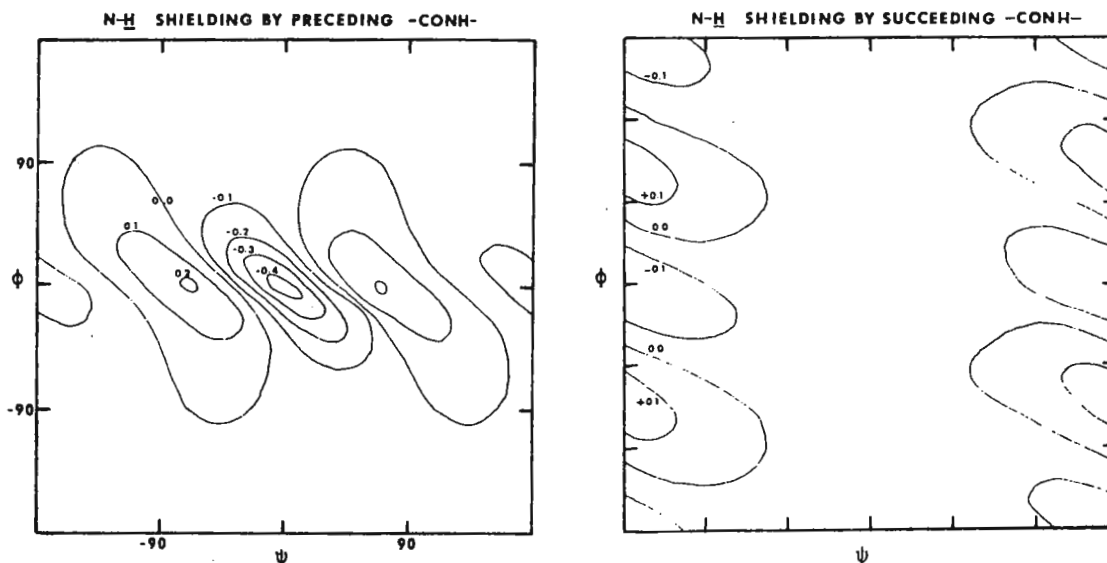 N-H SHIELDING BY PRECEDING -CONH-
90
0.0
-0.1
0.1
-0.2
-0.3
0.2
-0.4
ϕ
-90
-90
90
ψ
N-H SHIELDING BY SUCCEEDING -CONH-
-0.1
+0.1
0.0
-0.1
ϕ
0.0
+0.1
ψ